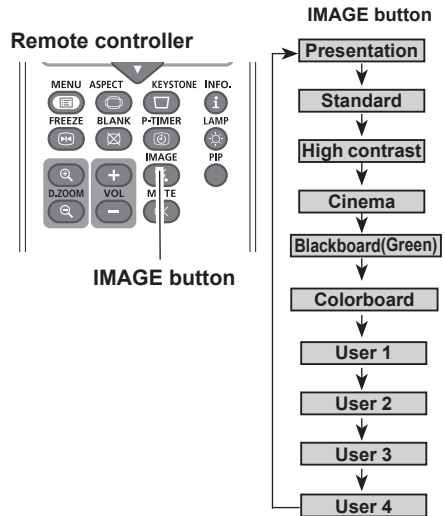 Remote controller
MENU ASPECT KEYSTONE INFO.
FREEZE BLANK P-TIMER LAMP
IMAGE PIP
D.ZOOM VOL
IMAGE button
IMAGE button
Presentation
Standard
High contrast
Cinema
Blackboard(Green)
Colorboard
User 1
User 2
User 3
User 4